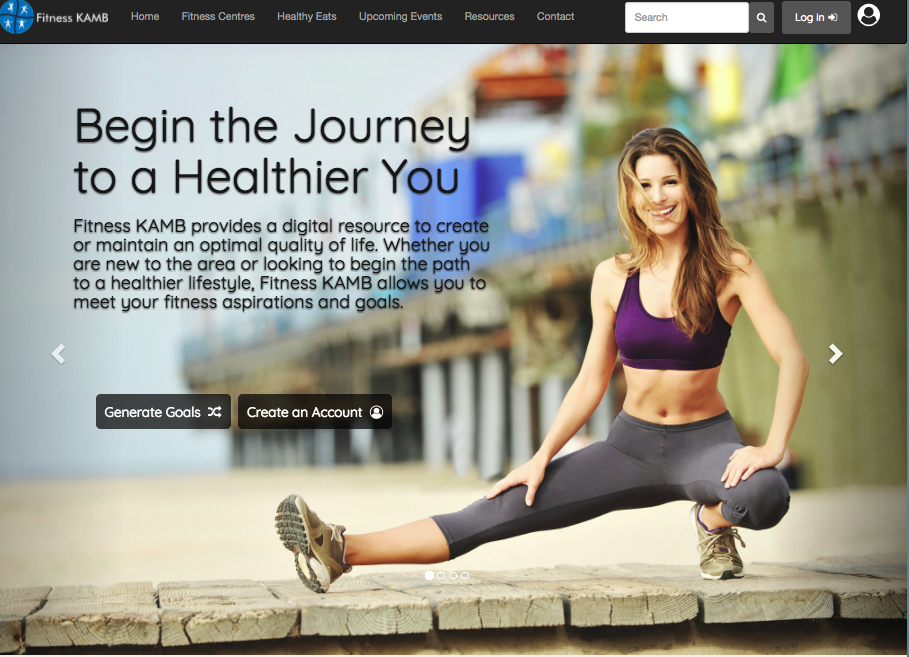 Fitness KAMB
Home
Fitness Centres
Healthy Eats
Upcoming Events
Resources
Contact
Search
Log in
Begin the Journey
to a Healthier You
Fitness KAMB provides a digital resource to create
or maintain an optimal quality of life. Whether you
are new to the area or looking to begin the path
to a healthier lifestyle, Fitness KAMB allows you to
meet your fitness aspirations and goals.
Generate Goals
Create an Account